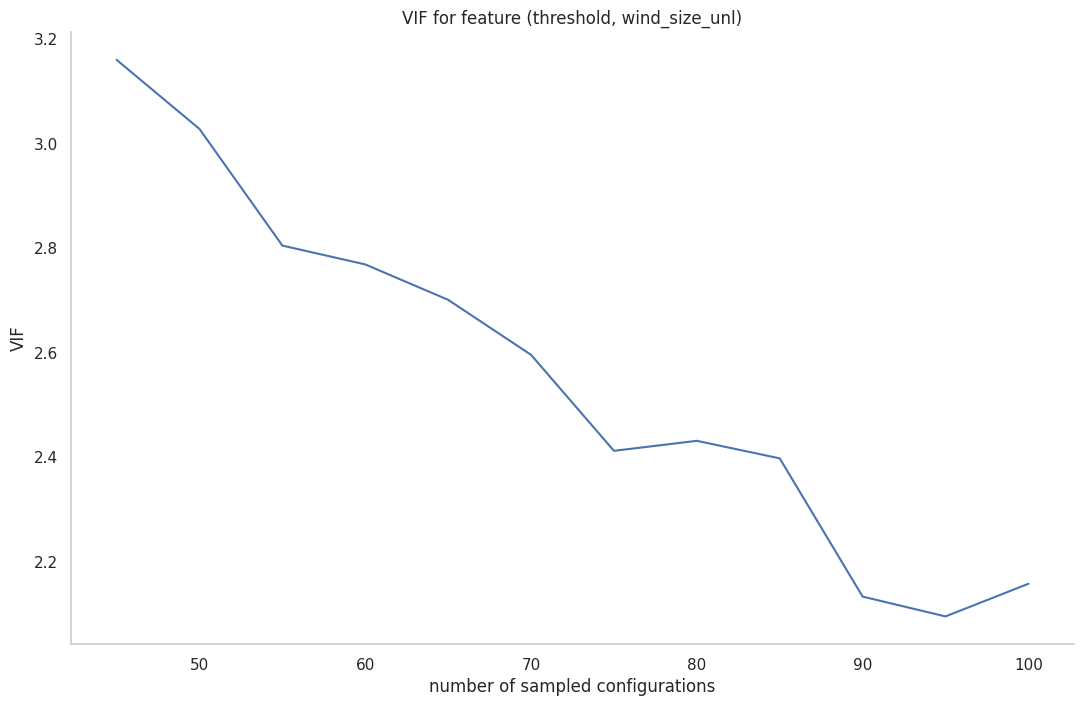 VIF for feature (threshold, wind_size_unl)
3.2
3.0
2.8
2.6
2.4
2.2
VIF
50 60 70 80 90 100
number of sampled configurations